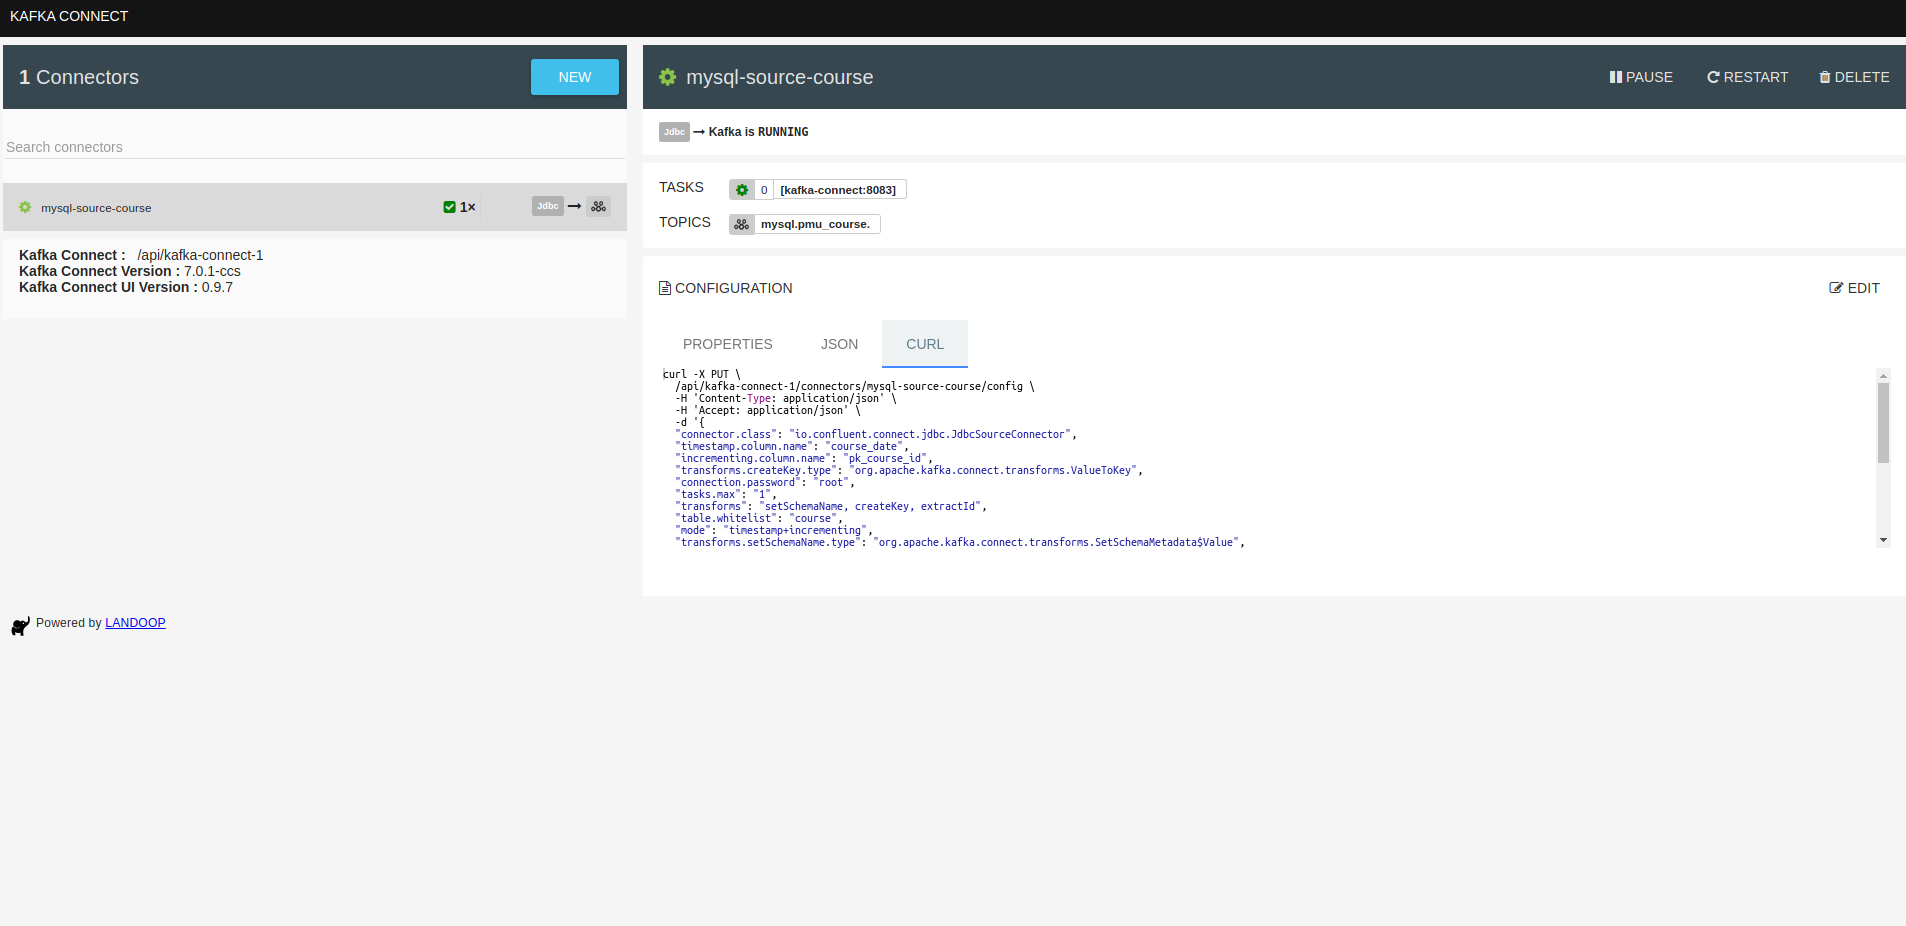 KAFKA CONNECT
1 Connectors
NEW
Search connectors
mysql-source-course
1×
Jdbc
Kafka Connect : /api/kafka-connect-1
Kafka Connect Version : 7.0.1-ccs
Kafka Connect UI Version : 0.9.7
Powered by LANDOOP
mysql-source-course
PAUSE
RESTART
DELETE
Jdbc → Kafka is RUNNING
TASKS 0 [kafka-connect:8083]
TOPICS mysql.pmu_course.
CONFIGURATION
EDIT
PROPERTIES
JSON
CURL
curl -X PUT \
/api/kafka-connect-1/connectors/mysql-source-course/config \
-H 'Content-Type: application/json' \
-H 'Accept: application/json' \
-d '{
"connector.class": "io.confluent.connect.jdbc.JdbcSourceConnector",
"timestamp.column.name": "course_date",
"incrementing.column.name": "pk_course_id",
"transforms.createKey.type": "org.apache.kafka.connect.transforms.ValueToKey",
"connection.password": "root",
"tasks.max": "1",
"transforms": "setSchemaName, createKey, extractId",
"table.whitelist": "course",
"mode": "timestamp+incrementing",
"transforms.setSchemaName.type": "org.apache.kafka.connect.transforms.SetSchemaMetadata$Value",